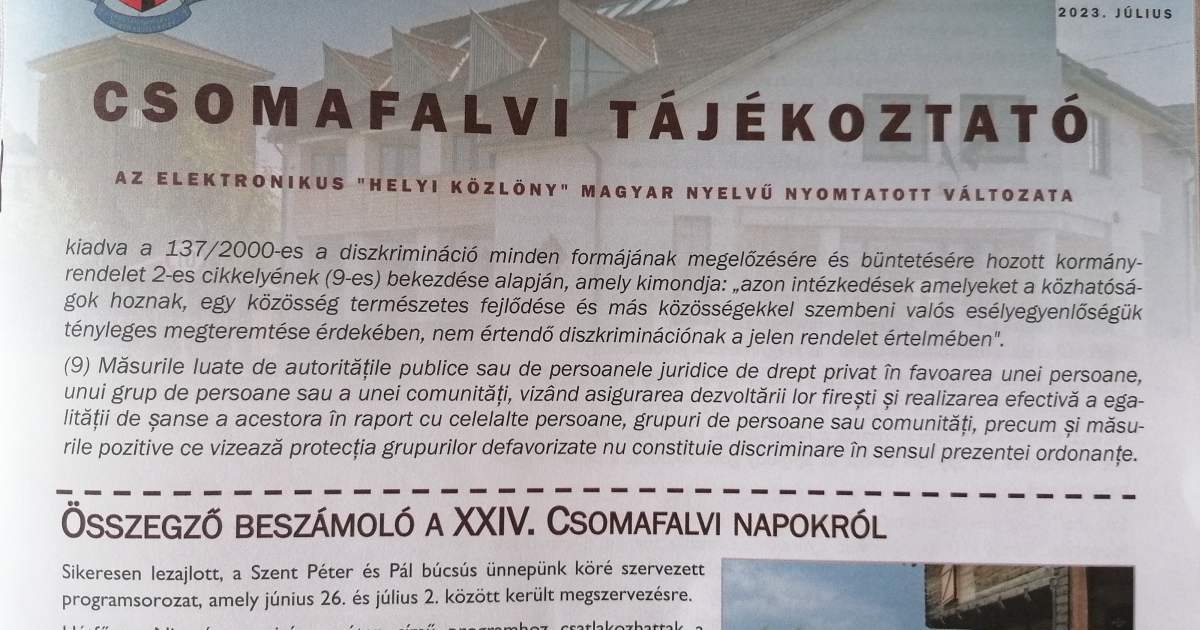 2023. JÚLIUS
CSOMAFALVI TÁJÉKOZTATÓ
AZ ELEKTRONIKUS "HELYI KÖZLÖNY" MAGYAR NYELVŰ NYOMTATOTT VÁLTOZATA
kiadva a 137/2000-es a diszkrimináció minden formájának megelőzésére és büntetésére hozott kormány-
rendelet 2-es cikkelyének (9-es) bekezdése alapján, amely kimondja: „azon intézkedések amelyeket a közhatósá-
gok hoznak, egy közösség természetes fejlődése és más közösségekkel szembeni valós esélyegyenlőségük
tényleges megteremtése érdekében, nem értendő diszkriminációnak a jelen rendelet értelmében".
(9) Măsurile luate de autoritățile publice sau de persoanele juridice de drept privat în favoarea unei persoane,
unui grup de persoane sau a unei comunități, vizând asigurarea dezvoltării lor firești și realizarea efectivă a ega-
lității de șanse a acestora în raport cu celelalte persoane, grupuri de persoane sau comunități, precum și măsu-
rile pozitive ce vizează protecția grupurilor defavorizate nu constituie discriminare în sensul prezentei ordonanțe.
ÖSSZEGZŐ BESZÁMOLÓ A XXIV. CSOMAFALVI NAPOKRÓL
Sikeresen lezajlott, a Szent Péter és Pál búcsús ünnepünk köré szervezett
programsorozat, amely június 26. és július 2. között került megszervezésre.
programhoz csatlakozhattak a